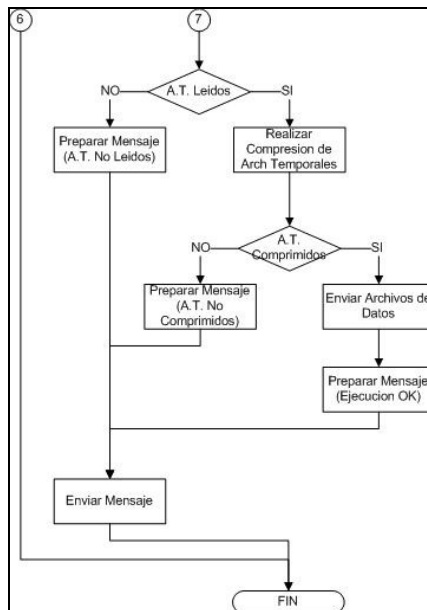 6
7
A.T. Leidos
NO
SI
Preparar Mensaje
(A.T. No Leidos)
Realizar
Compresion de
Arch Temporales
A.T.
Comprimidos
NO
SI
Preparar Mensaje
(A.T. No
Comprimidos)
Enviar Archivos de
Datos
Preparar Mensaje
(Ejecucion OK)
Enviar Mensaje
FIN